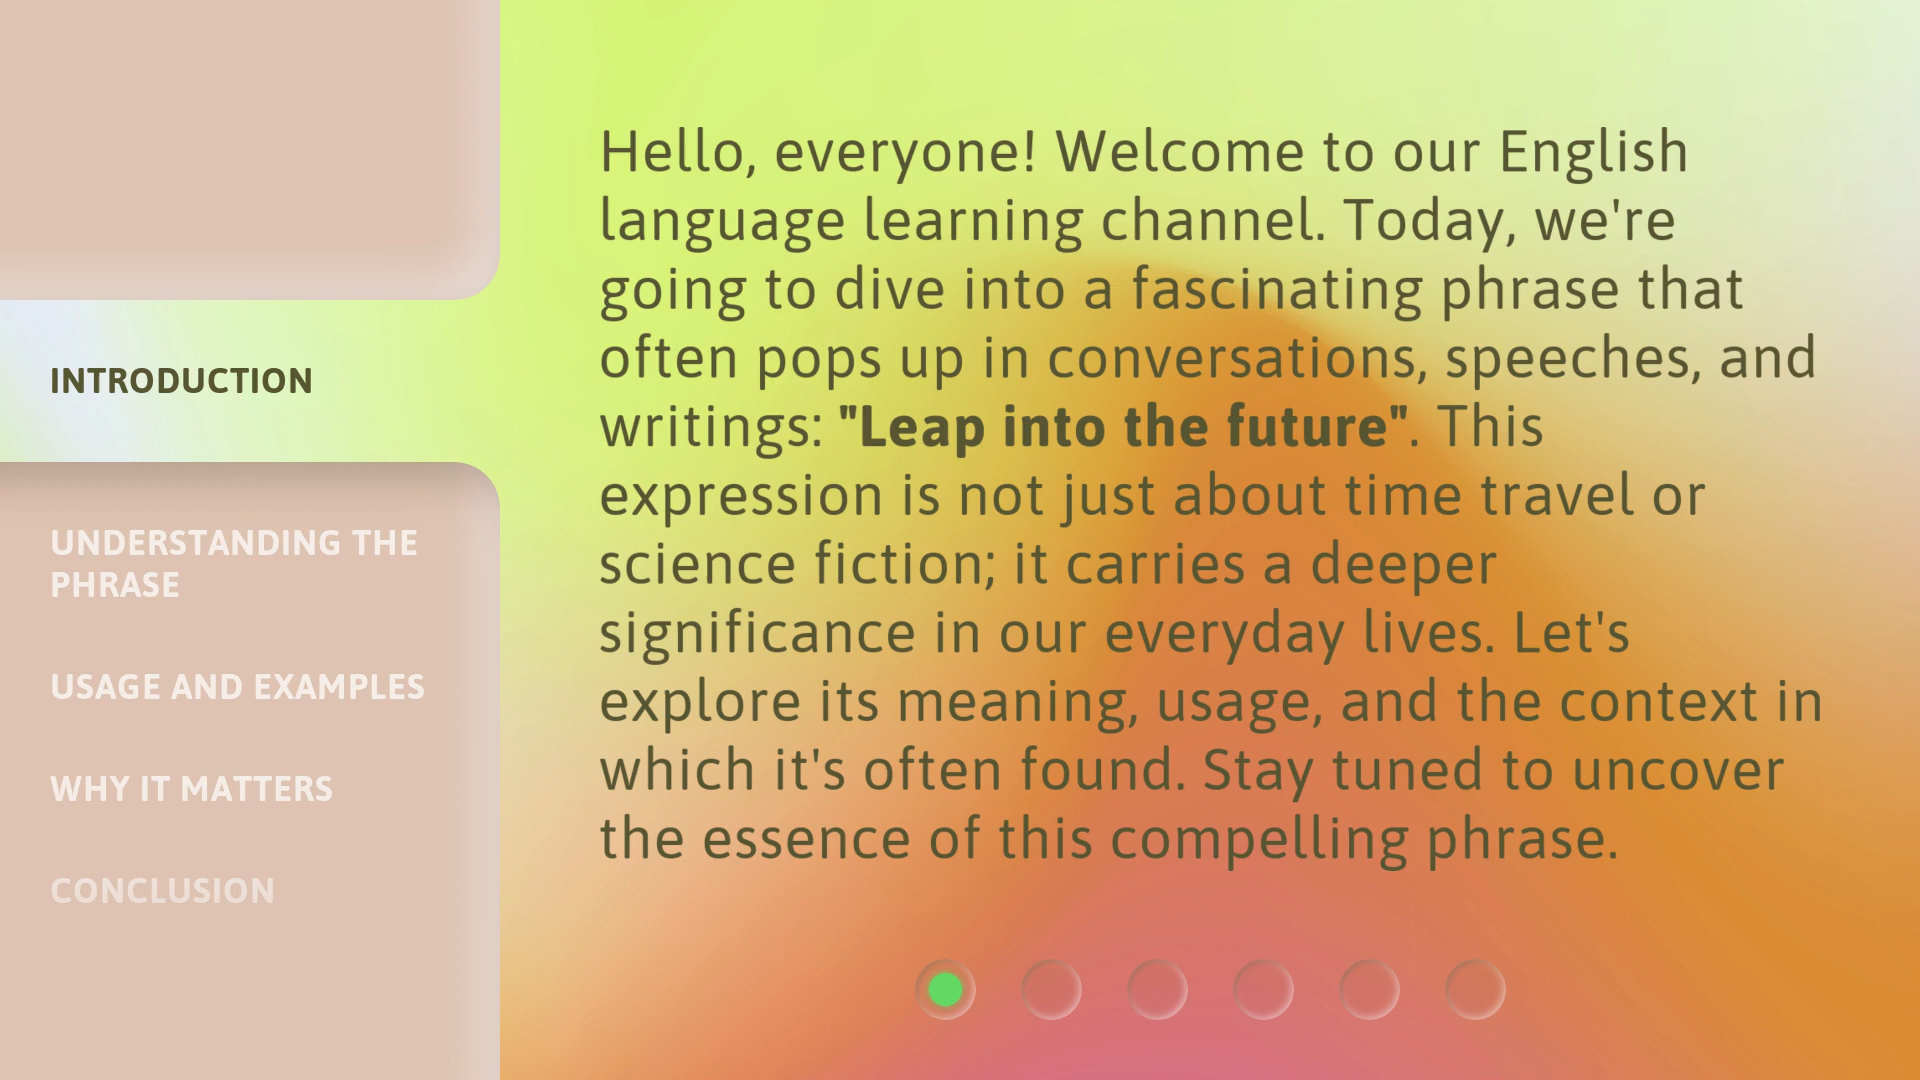 INTRODUCTION
UNDERSTANDING THE
PHRASE
USAGE AND EXAMPLES
WHY IT MATTERS
CONCLUSION
Hello, everyone! Welcome to our English
language learning channel. Today, we're
going to dive into a fascinating phrase that
often pops up in conversations, speeches, and
writings: "Leap into the future". This
expression is not just about time travel or
science fiction; it carries a deeper
significance in our everyday lives. Let's
explore its meaning, usage, and the context in
which it's often found. Stay tuned to uncover
the essence of this compelling phrase.